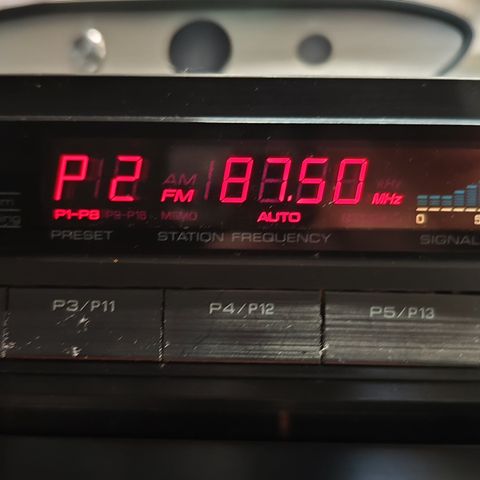 P 2 AM FM 87.50 MHz
P1-P8 P9-P16 MEMO AUTO
0 5
PRESET STATION FREQUENCY SIGNAL
P3/P11 P4/P12 P5/P13